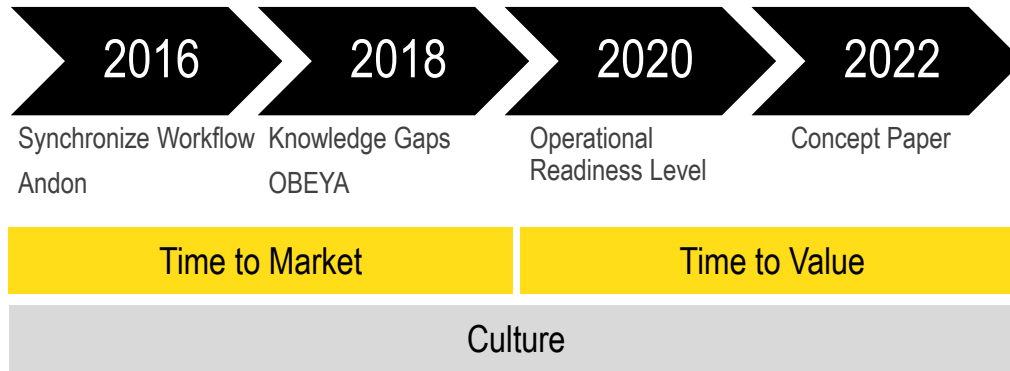 2016
2018
2020
2022
Synchronize Workflow
Andon
Knowledge Gaps
OBEYA
Operational
Readiness Level
Concept Paper
Time to Market
Time to Value
Culture